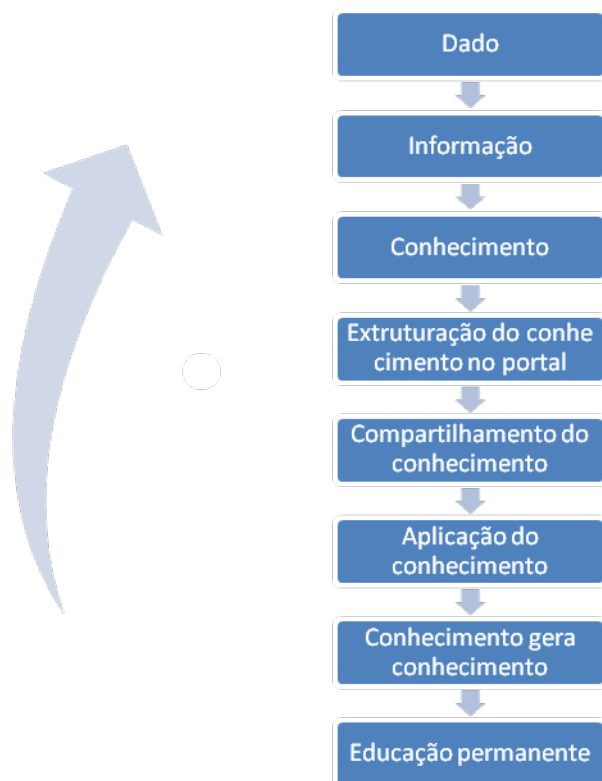 Dado
Informação
Conhecimento
Extruturação do conhe
cimento no portal
Compartilhamento do
conhecimento
Aplicação do
conhecimento
Conhecimento gera
conhecimento
Educação permanente